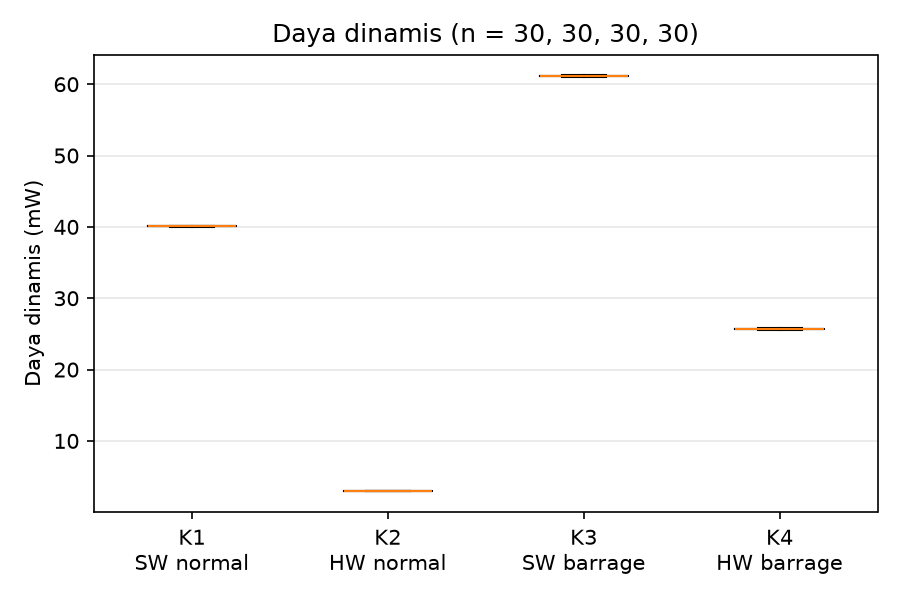 Daya dinamis (n = 30, 30, 30, 30)
Daya dinamis (mW)
60
50
40
30
20
10
K1 K2 K3 K4
SW normal HW normal SW barrage HW barrage